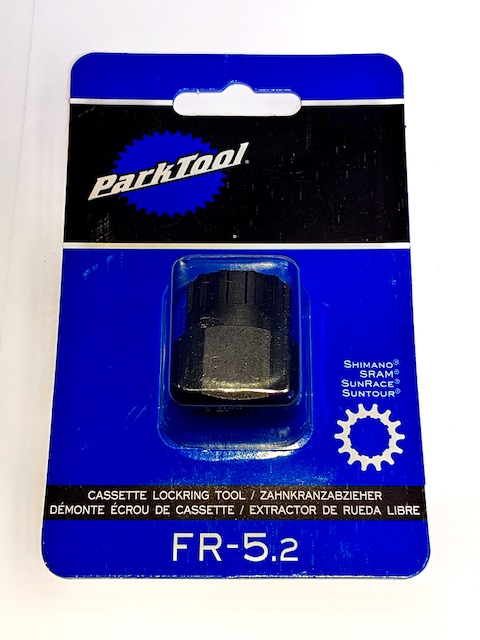 ParkTool®
SHIMANO®
SRAM®
SUNRACE®
SUNTOUR®
CASSETTE LOCKRING TOOL / ZAHNKRANZABZIEHER
DÉMONTE ÉCROU DE CASSETTE / EXTRACTOR DE RUEDA LIBRE
FR-5.2